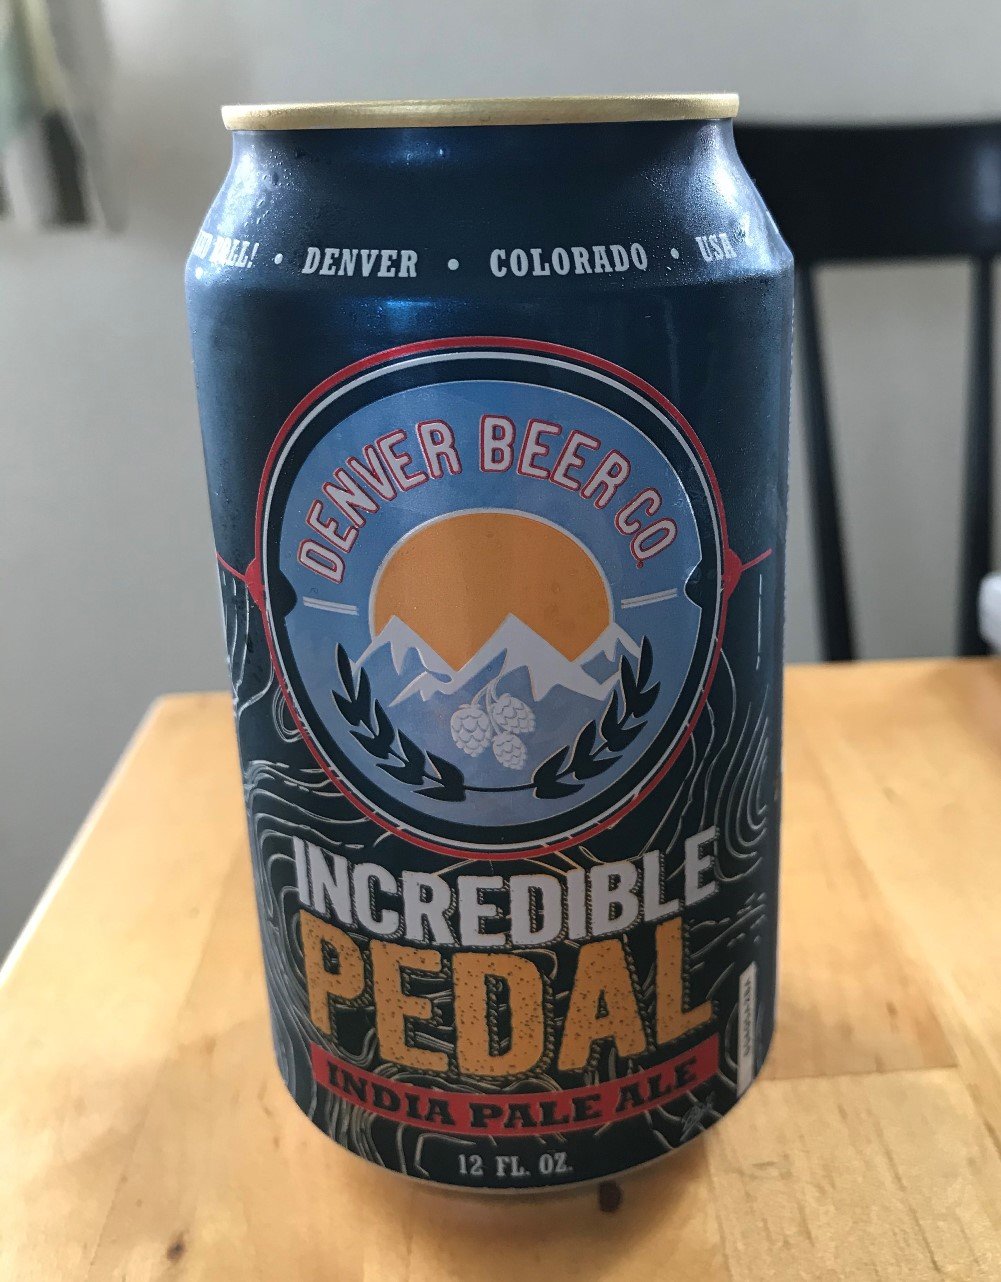 • DENVER • COLORADO • USA
DENVER BEER CO.
INCREDIBLE
PEDAL
INDIA PALE ALE
12 FL. OZ.